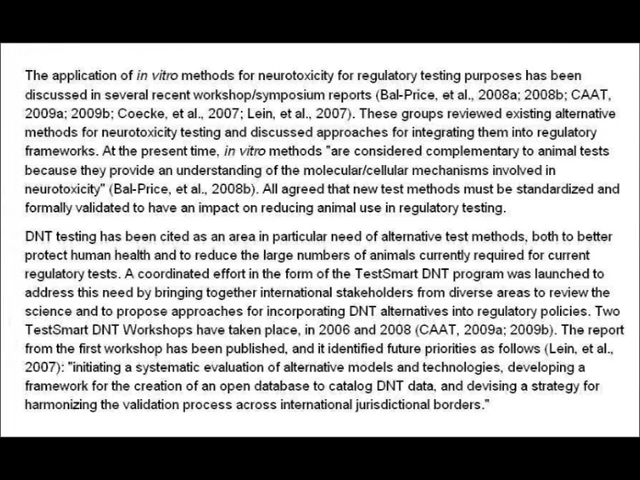 The application of in vitro methods for neurotoxicity for regulatory testing purposes has been
discussed in several recent workshop/symposium reports (Bal-Price, et al., 2008a; 2008b; CAAT,
2009a; 2009b; Coecke, et al., 2007; Lein, et al., 2007). These groups reviewed existing alternative
methods for neurotoxicity testing and discussed approaches for integrating them into regulatory
frameworks. At the present time, in vitro methods "are considered complementary to animal tests
because they provide an understanding of the molecular/cellular mechanisms involved in
neurotoxicity" (Bal-Price, et al., 2008b). All agreed that new test methods must be standardized and
formally validated to have an impact on reducing animal use in regulatory testing.
DNT testing has been cited as an area in particular need of alternative test methods, both to better
protect human health and to reduce the large numbers of animals currently required for current
regulatory tests. A coordinated effort in the form of the TestSmart DNT program was launched to
address this need by bringing together international stakeholders from diverse areas to review the
science and to propose approaches for incorporating DNT alternatives into regulatory policies. Two
TestSmart DNT Workshops have taken place, in 2006 and 2008 (CAAT, 2009a; 2009b). The report
from the first workshop has been published, and it identified future priorities as follows (Lein, et al.,
2007): "initiating a systematic evaluation of alternative models and technologies, developing a
framework for the creation of an open database to catalog DNT data, and devising a strategy for
harmonizing the validation process across international jurisdictional borders."